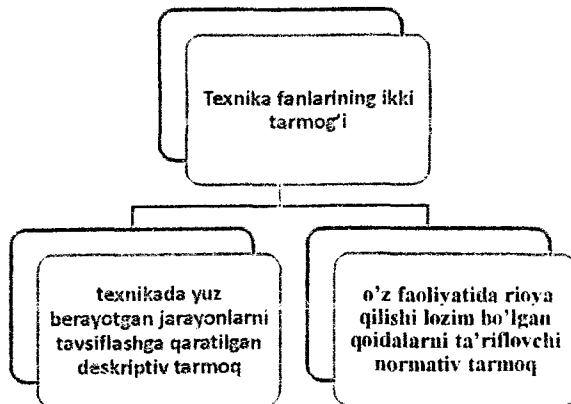 Texnika fanlarining ikki
tarmog'i
texnikada yuz
berayotgan jarayonlarni
tavsiflashga qaratilgan
deskriptiv tarmoq
o'z faoliyatida rioya
qilishi lozim bo'lgan
qoidalarni ta'riflovchi
normativ tarmoq